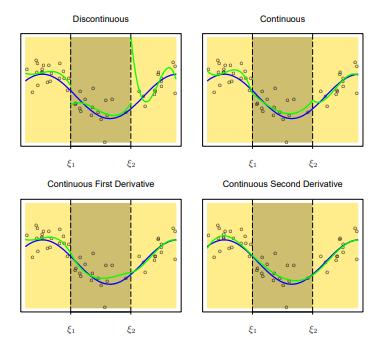 Discontinuous
Continuous
ξ1
ξ2
ξ1
ξ2
Continuous First Derivative
Continuous Second Derivative
ξ1
ξ2
ξ1
ξ2